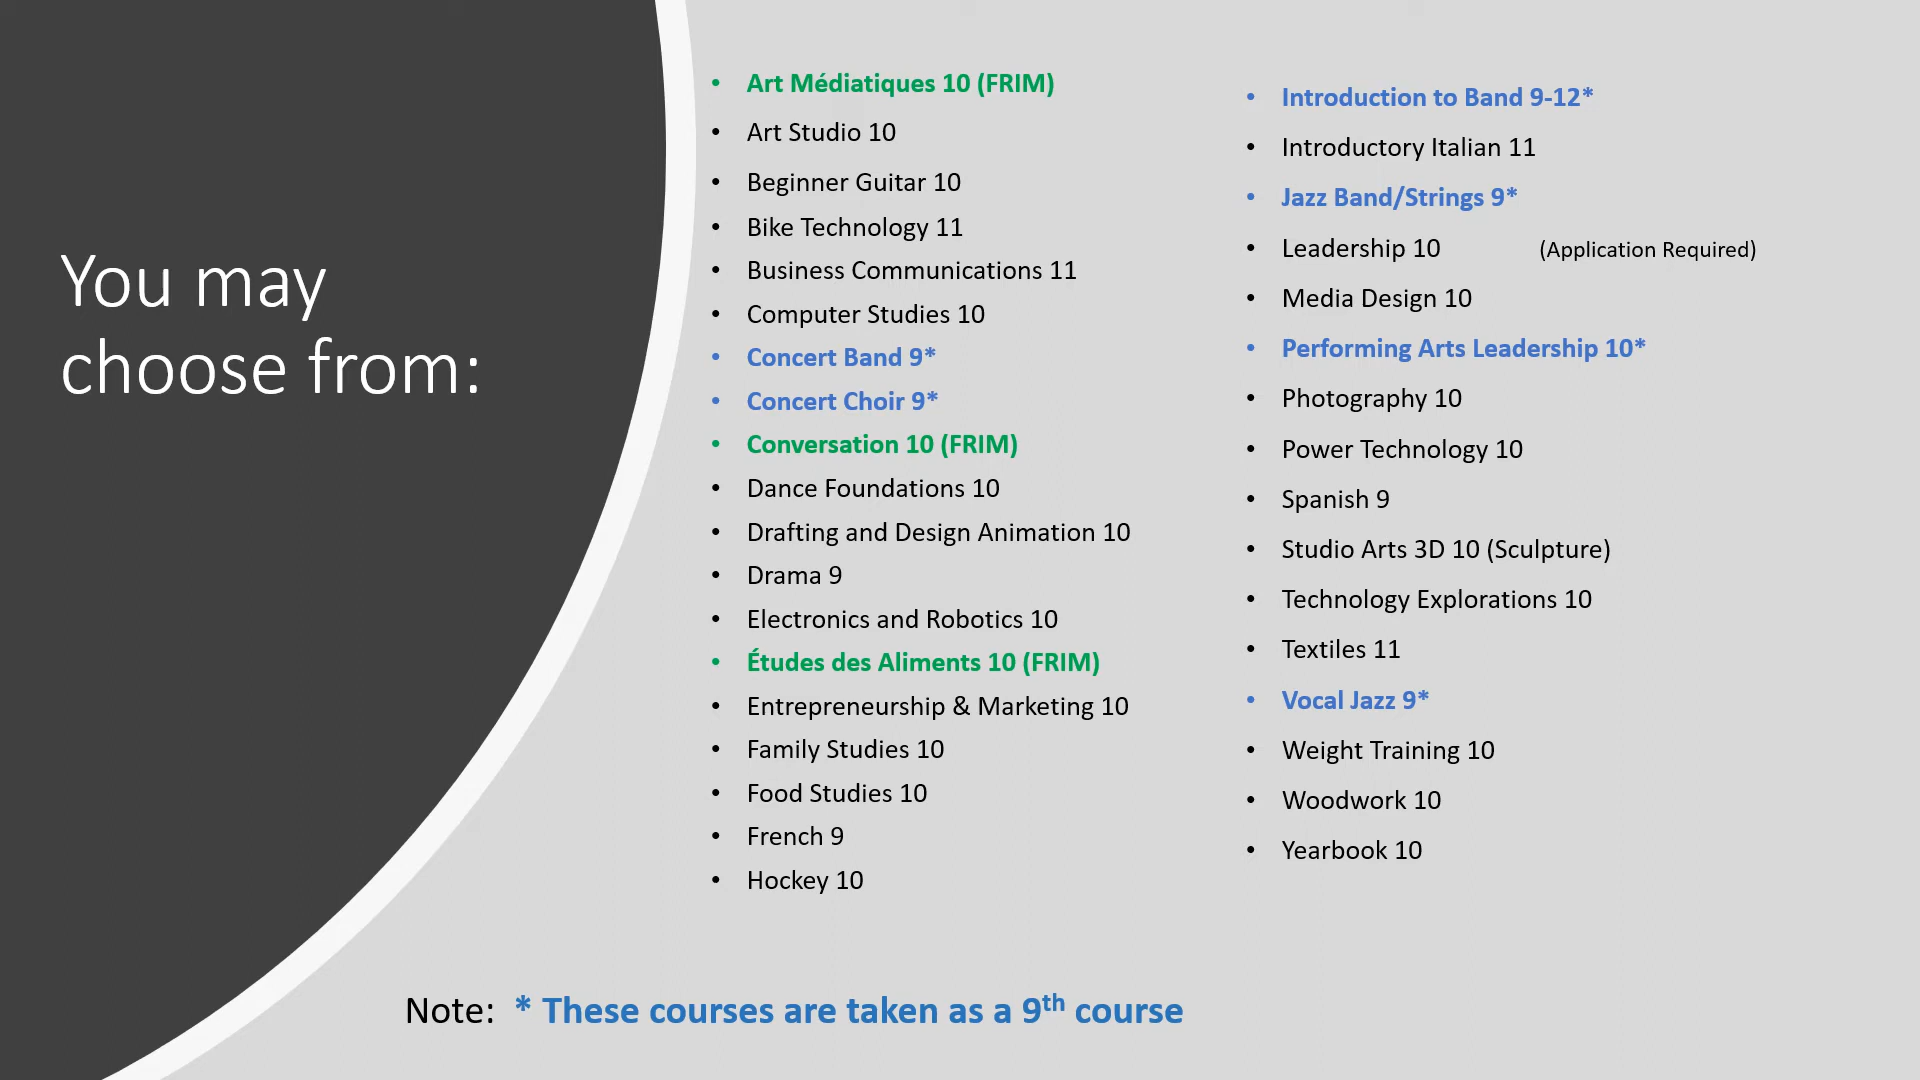 You may
choose from:
• Art Médiatiques 10 (FRIM)
• Art Studio 10
• Beginner Guitar 10
• Bike Technology 11
• Business Communications 11
• Computer Studies 10
• Concert Band 9*
• Concert Choir 9*
• Conversation 10 (FRIM)
• Dance Foundations 10
• Drafting and Design Animation 10
• Drama 9
• Electronics and Robotics 10
• Études des Aliments 10 (FRIM)
• Entrepreneurship & Marketing 10
• Family Studies 10
• Food Studies 10
• French 9
• Hockey 10
• Introduction to Band 9-12*
• Introductory Italian 11
• Jazz Band/Strings 9*
• Leadership 10 (Application Required)
• Media Design 10
• Performing Arts Leadership 10*
• Photography 10
• Power Technology 10
• Spanish 9
• Studio Arts 3D 10 (Sculpture)
• Technology Explorations 10
• Textiles 11
• Vocal Jazz 9*
• Weight Training 10
• Woodwork 10
• Yearbook 10
Note: * These courses are taken as a 9th course